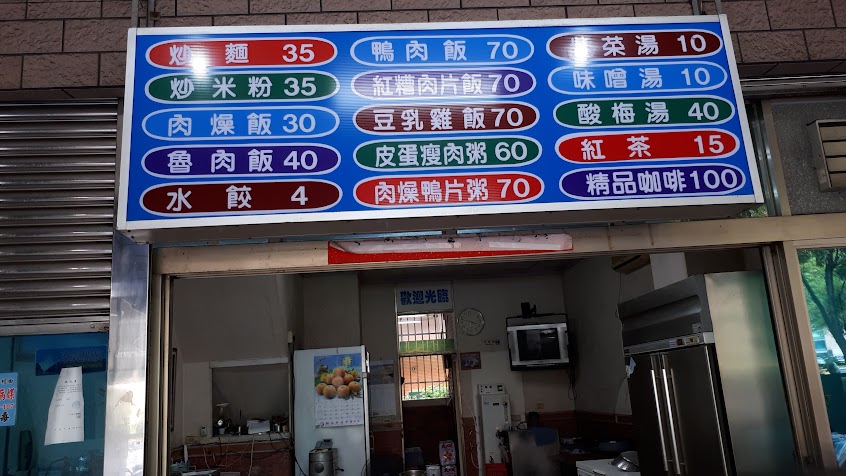 炒麵 35
炒米粉 35
肉燥飯 30
魯肉飯 40
水餃 4
鴨肉飯 70
紅糟肉片飯 70
豆乳雞飯 70
皮蛋瘦肉粥 60
肉燥鴨片粥 70
菜湯 10
味噌湯 10
酸梅湯 40
紅茶 15
精品咖啡 100
歡迎光臨